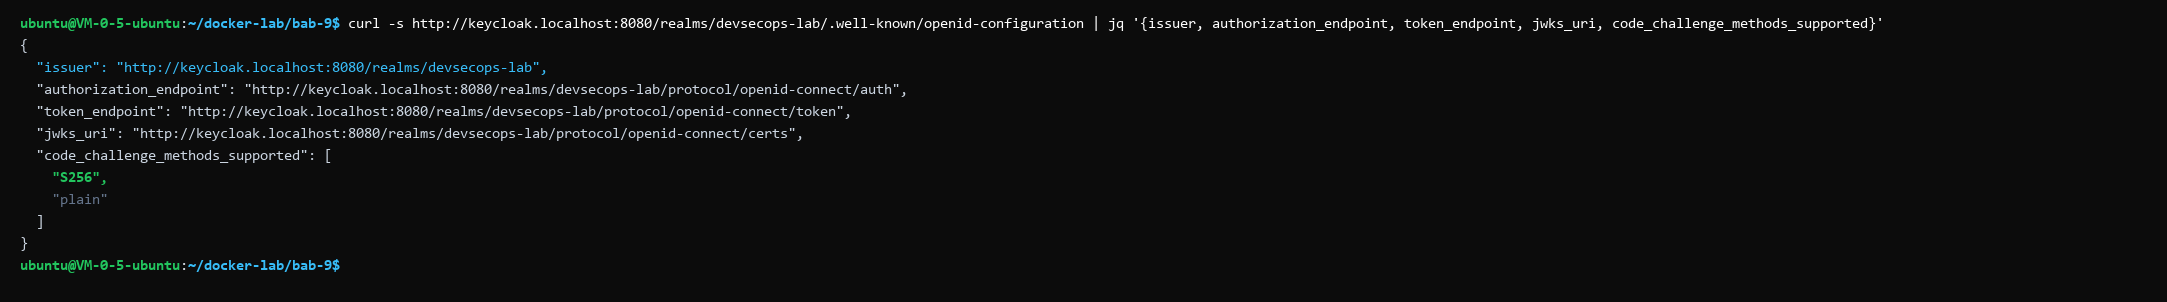 ubuntu@VM-0-5-ubuntu:~/docker-lab/bab-9$ curl -s http://keycloak.localhost:8080/realms/devsecops-lab/.well-known/openid-configuration | jq '{issuer, authorization_endpoint, token_endpoint, jwks_uri, code_challenge_methods_supported}'
{
  "issuer": "http://keycloak.localhost:8080/realms/devsecops-lab",
  "authorization_endpoint": "http://keycloak.localhost:8080/realms/devsecops-lab/protocol/openid-connect/auth",
  "token_endpoint": "http://keycloak.localhost:8080/realms/devsecops-lab/protocol/openid-connect/token",
  "jwks_uri": "http://keycloak.localhost:8080/realms/devsecops-lab/protocol/openid-connect/certs",
  "code_challenge_methods_supported": [
    "S256",
    "plain"
  ]
}
ubuntu@VM-0-5-ubuntu:~/docker-lab/bab-9$